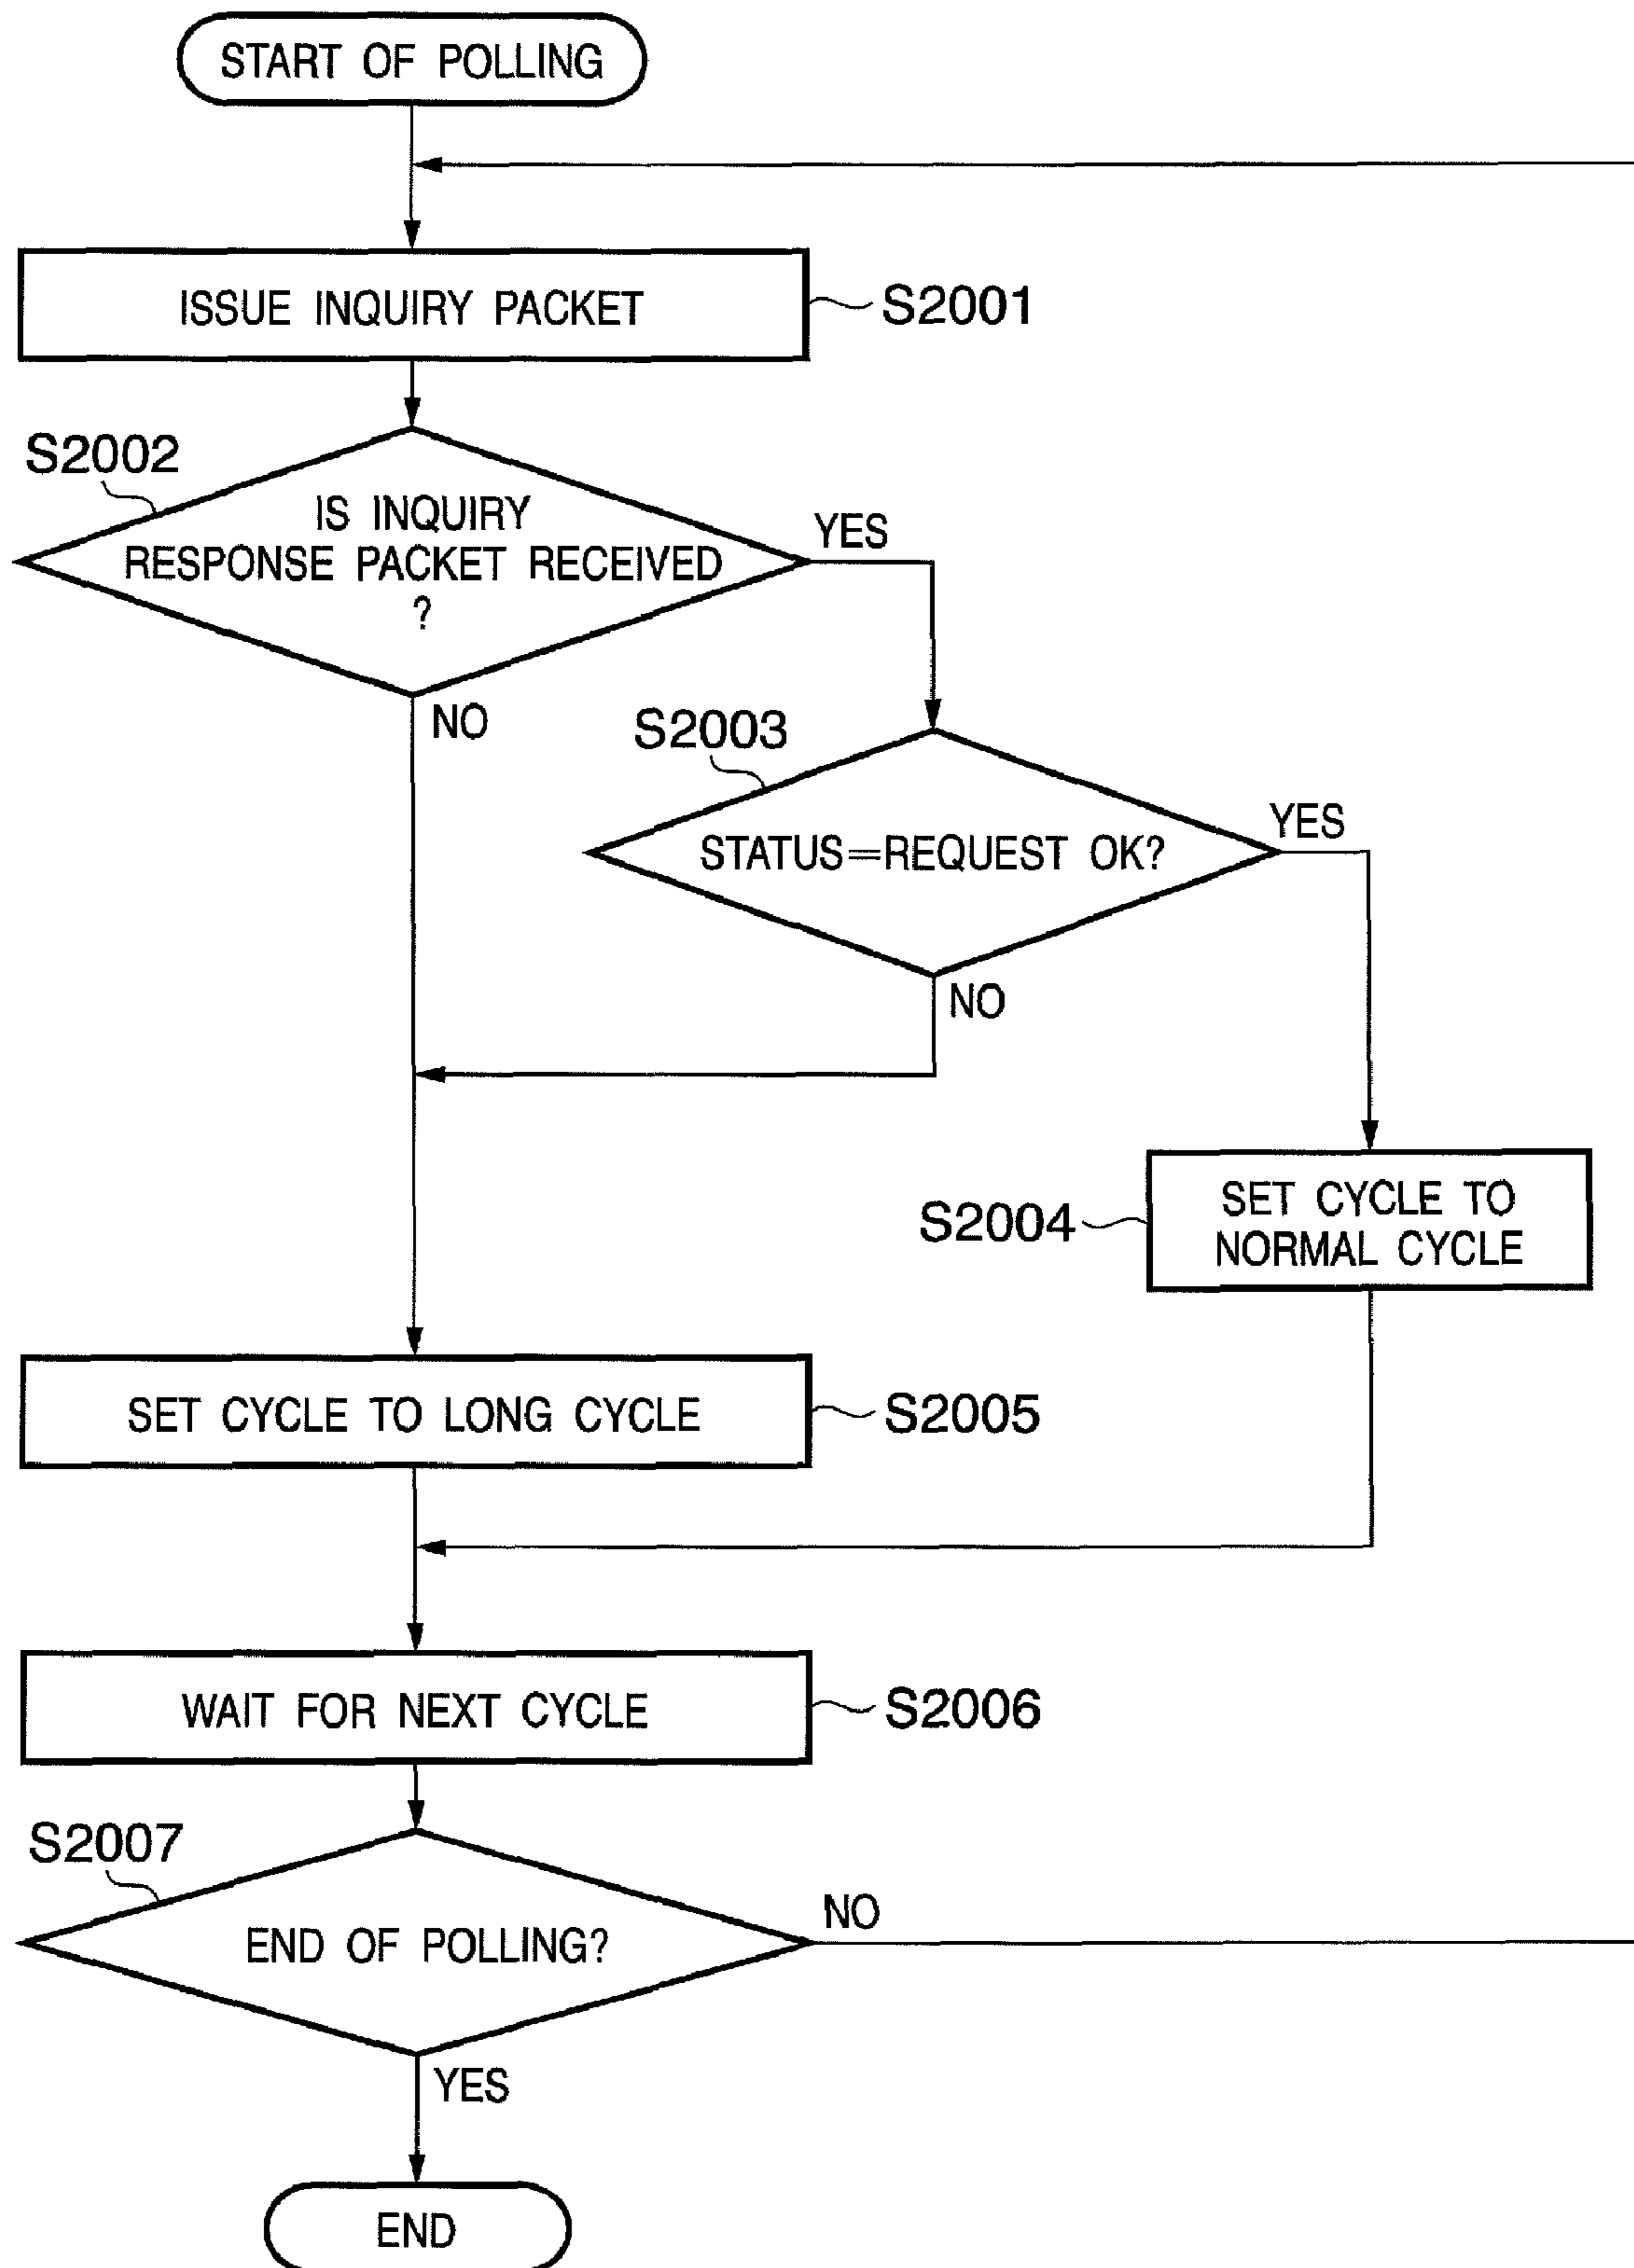 START OF POLLING
ISSUE INQUIRY PACKET
S2001
S2002
IS INQUIRY
RESPONSE PACKET RECEIVED
?
YES
NO
S2003
STATUS=REQUEST OK?
YES
NO
S2004
SET CYCLE TO
NORMAL CYCLE
SET CYCLE TO LONG CYCLE
S2005
WAIT FOR NEXT CYCLE
S2006
S2007
END OF POLLING?
NO
YES
END